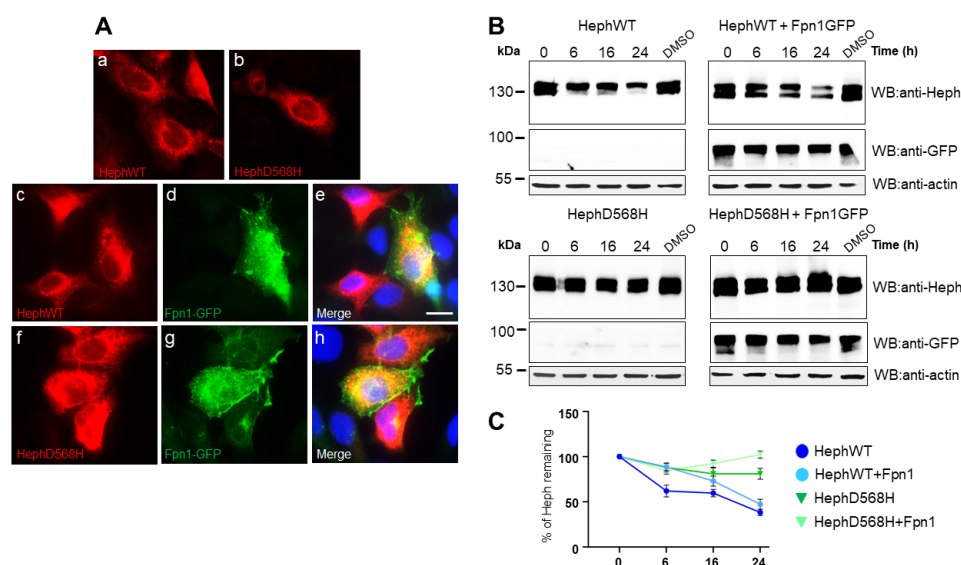 A
a
b
HephWT
HephD568H
c
d
e
HephWT
Fpn1-GFP
Merge
f
g
h
HephD568H
Fpn1-GFP
Merge
B
HephWT
HephWT + Fpn1GFP
kDa 0 6 16 24 DMSO
0 6 16 24 DMSO Time (h)
130
WB:anti-Heph
100
WB:anti-GFP
55
WB:anti-actin
HephD568H
HephD568H + Fpn1GFP
kDa 0 6 16 24 DMSO
0 6 16 24 DMSO Time (h)
130
WB:anti-Heph
100
WB:anti-GFP
55
WB:anti-actin
C
% of Heph remaining
150
100
50
0
0 6 16 24
HephWT
HephWT+Fpn1
HephD568H
HephD568H+Fpn1